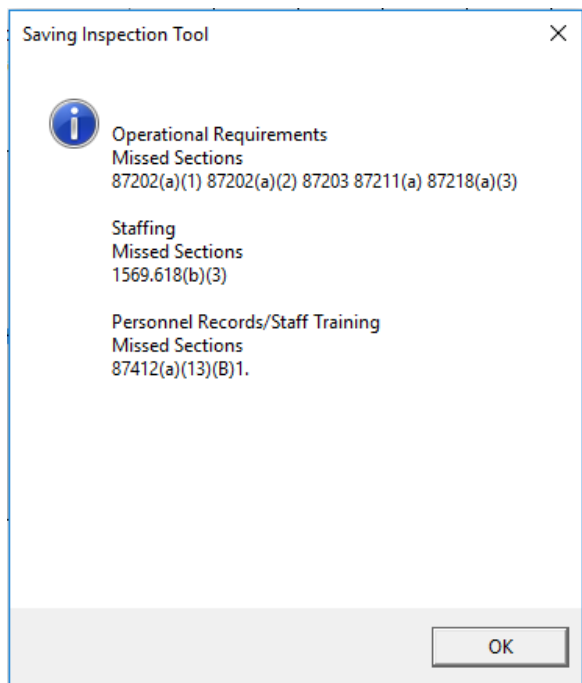 Saving Inspection Tool
Operational Requirements
Missed Sections
87202(a)(1) 87202(a)(2) 87203 87211(a) 87218(a)(3)
Staffing
Missed Sections
1569.618(b)(3)
Personnel Records/Staff Training
Missed Sections
87412(a)(13)(B)1.
OK